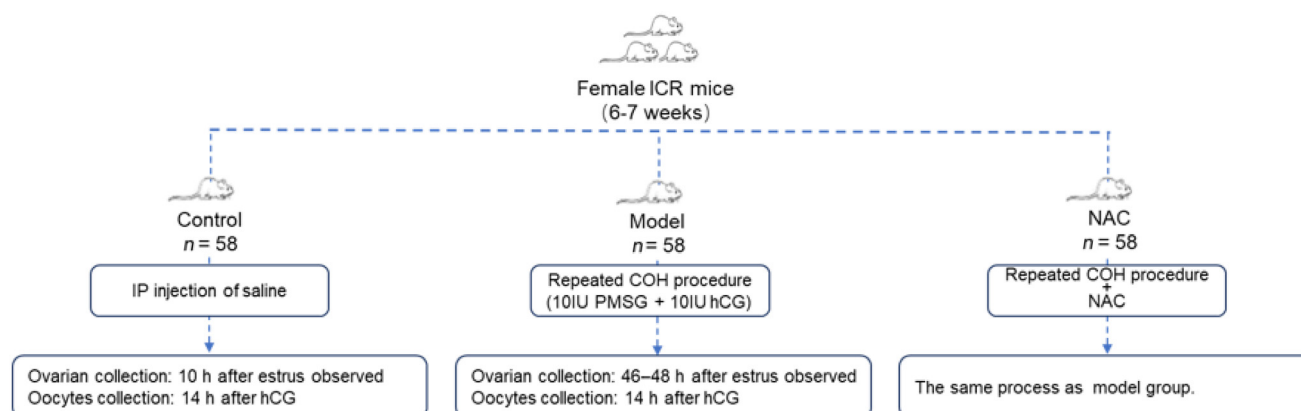 Female ICR mice
(6-7 weeks)
Control
n = 58
IP injection of saline
Ovarian collection: 10 h after estrus observed
Oocytes collection: 14 h after hCG
Model
n = 58
Repeated COH procedure
(10IU PMSG + 10IU hCG)
Ovarian collection: 46–48 h after estrus observed
Oocytes collection: 14 h after hCG
NAC
n = 58
Repeated COH procedure
+
NAC
The same process as model group.